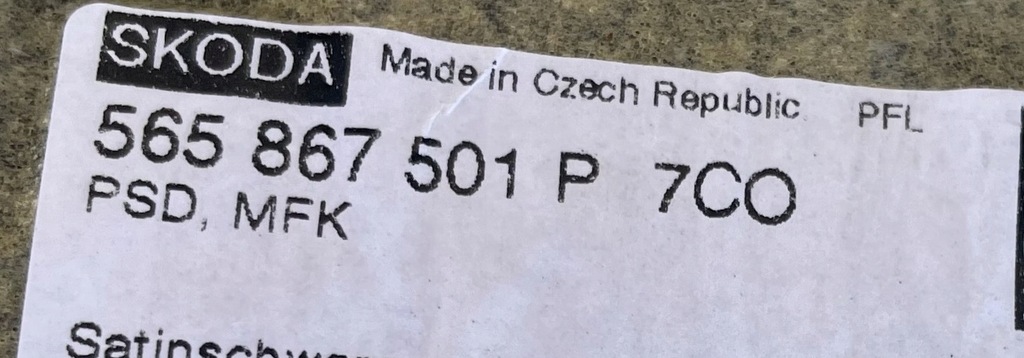 SKODA Made in Czech Republic PFL
565 867 501 P 7CO
PSD, MFK